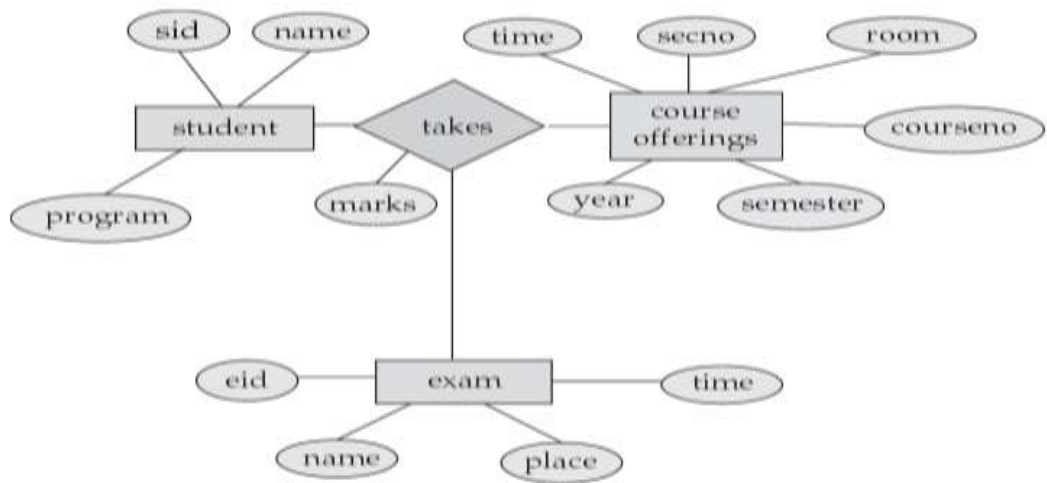 sid
name
time
secno
room
student
takes
course
offerings
courseno
program
marks
year
semester
eid
exam
time
name
place